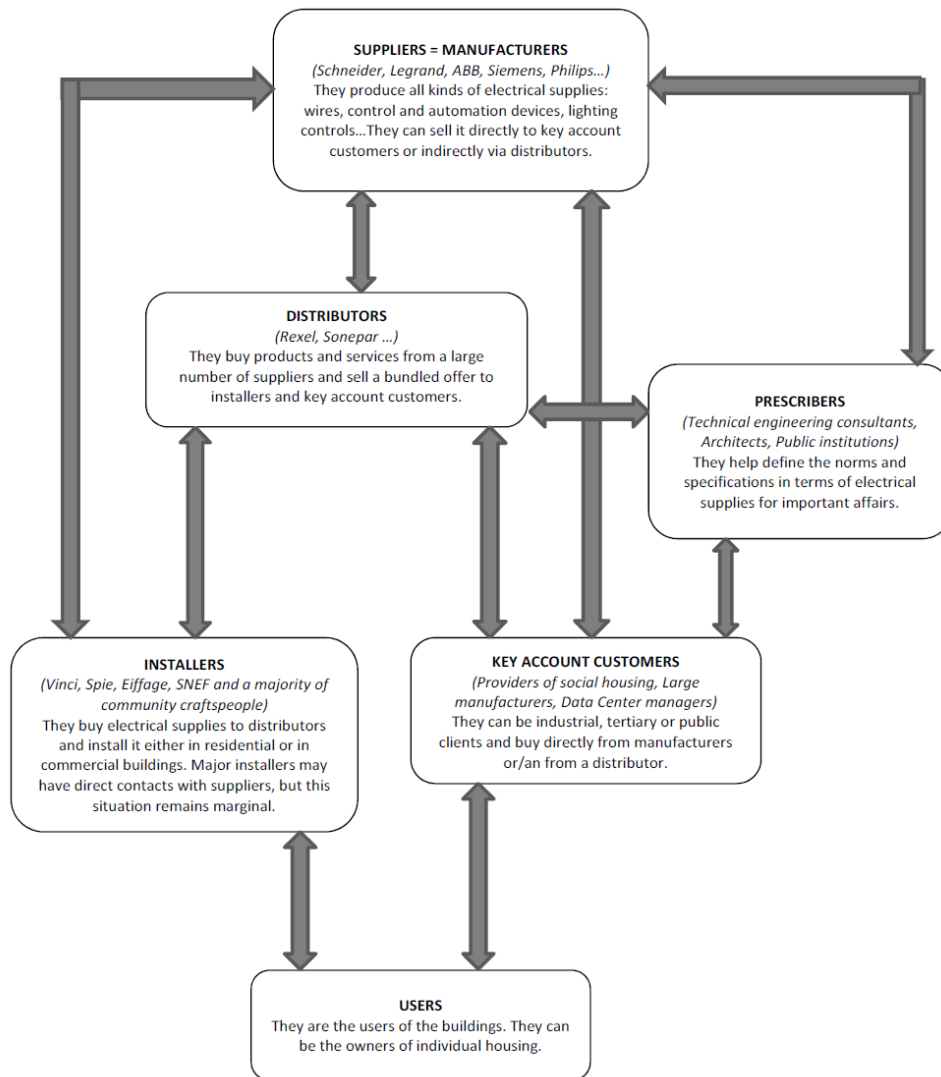 SUPPLIERS = MANUFACTURERS
(Schneider, Legrand, ABB, Siemens, Philips...)
They produce all kinds of electrical supplies:
wires, control and automation devices, lighting
controls...They can sell it directly to key account
customers or indirectly via distributors.
DISTRIBUTORS
(Rexel, Sonepar ...)
They buy products and services from a large
number of suppliers and sell a bundled offer to
installers and key account customers.
PRESCRIBERS
(Technical engineering consultants,
Architects, Public institutions)
They help define the norms and
specifications in terms of electrical
supplies for important affairs.
INSTALLERS
(Vinci, Spie, Eiffage, SNEF and a majority of
community craftspeople)
They buy electrical supplies to distributors
and install it either in residential or in
commercial buildings. Major installers may
have direct contacts with suppliers, but this
situation remains marginal.
KEY ACCOUNT CUSTOMERS
(Providers of social housing, Large
manufacturers, Data Center managers)
They can be industrial, tertiary or public
clients and buy directly from manufacturers
or/an from a distributor.
USERS
They are the users of the buildings. They can
be the owners of individual housing.